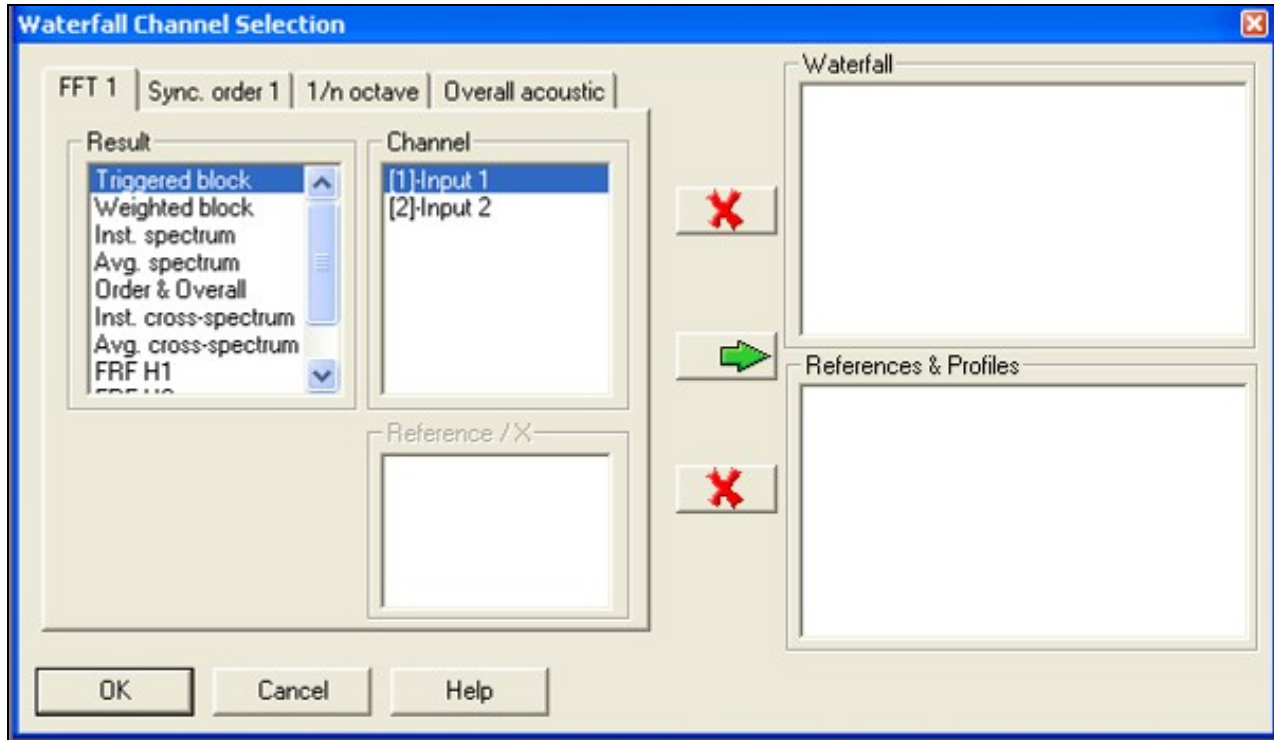 Waterfall Channel Selection
FFT 1
Sync. order 1
1/n octave
Overall acoustic
Result
Triggered block
Weighted block
Inst. spectrum
Avg. spectrum
Order & Overall
Inst. cross-spectrum
Avg. cross-spectrum
FRF H1
Channel
[1]-Input 1
[2]-Input 2
Reference / X
Waterfall
References & Profiles
OK
Cancel
Help